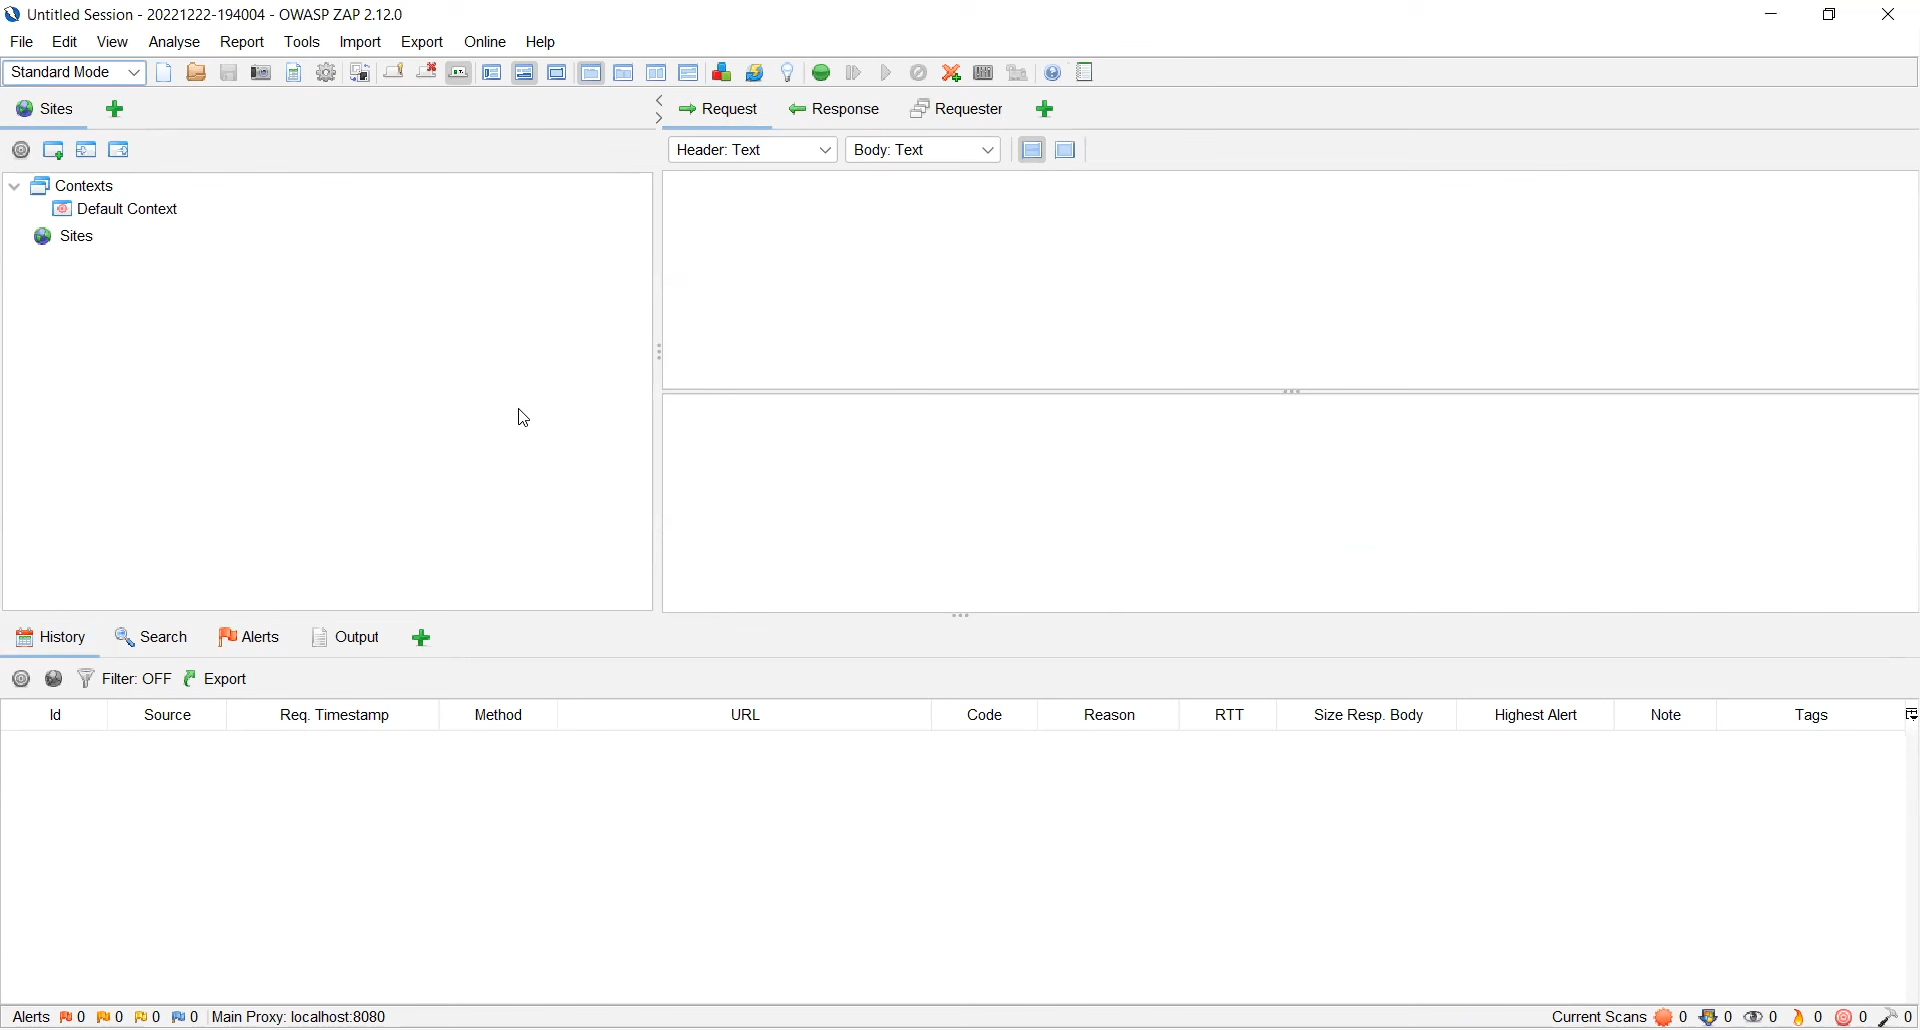 Untitled Session - 20221222-194004 - OWASP ZAP 2.12.0
File Edit View Analyse Report Tools Import Export Online Help
Standard Mode
Sites Request Response Requester
Header: Text Body: Text
Contexts
Default Context
Sites
History Search Alerts Output
Filter: OFF Export
Id Source Req. Timestamp Method URL Code Reason RTT Size Resp. Body Highest Alert Note Tags
Alerts 0 0 0 0 Main Proxy: localhost:8080 Current Scans 0 0 0 0 0 0